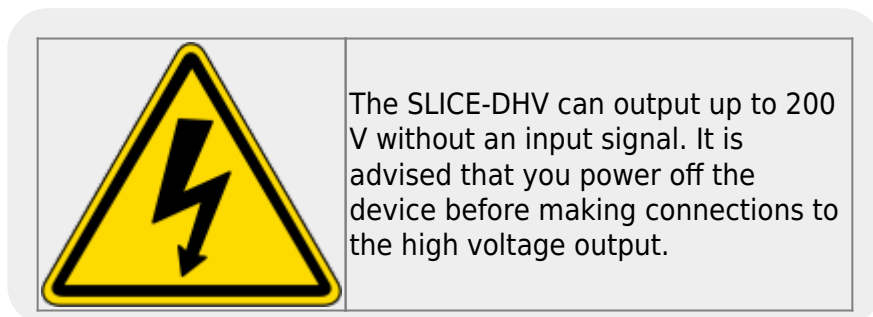 The SLICE-DHV can output up to 200
V without an input signal. It is
advised that you power off the
device before making connections to
the high voltage output.